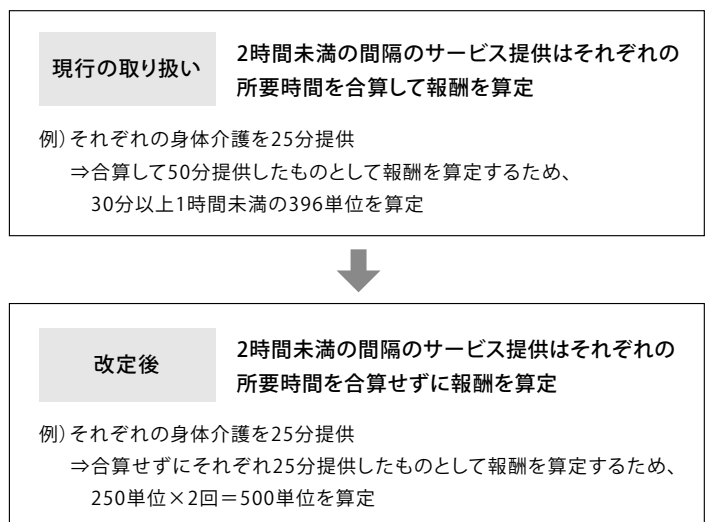 現行の取り扱い
2時間未満の間隔のサービス提供はそれぞれの
所要時間を合算して報酬を算定
例）それぞれの身体介護を25分提供
⇒合算して50分提供したものとして報酬を算定するため、
30分以上1時間未満の396単位を算定
改定後
2時間未満の間隔のサービス提供はそれぞれの
所要時間を合算せずに報酬を算定
例）それぞれの身体介護を25分提供
⇒合算せずにそれぞれ25分提供したものとして報酬を算定するため、
250単位×2回＝500単位を算定